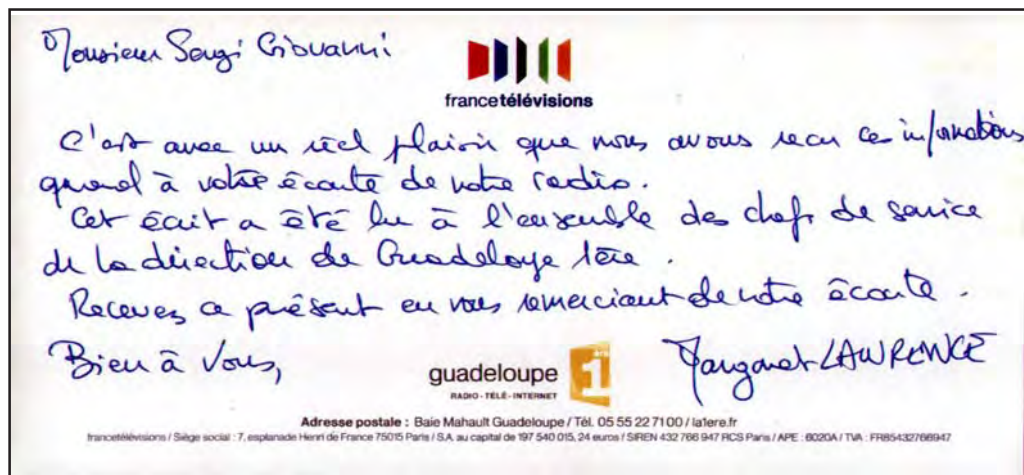 Monsieur Sergi Giovanni
francetélévisions
C'est avec un réel plaisir que nous avons recu ces informations
quand à votre écoute de notre radio.
Cet écrit a été lu à l'ensemble des chefs de service
de la direction de Guadeloupe 1ère.
Recevez ce présent en vous remerciant de votre écoute.
Bien à Vous,
Margaret LAWRENCE
guadeloupe 1ère
RADIO - TÉLÉ - INTERNET
Adresse postale : Baie Mahault Guadeloupe / Tél. 05 55 22 7100 / la1ere.fr
francetélévisions / Siège social : 7, esplanade Henri de France 75015 Paris / S.A. au capital de 197 540 015, 24 euros / SIREN 432 766 947 RCS Paris / APE : 6020A / TVA : FR85432766947